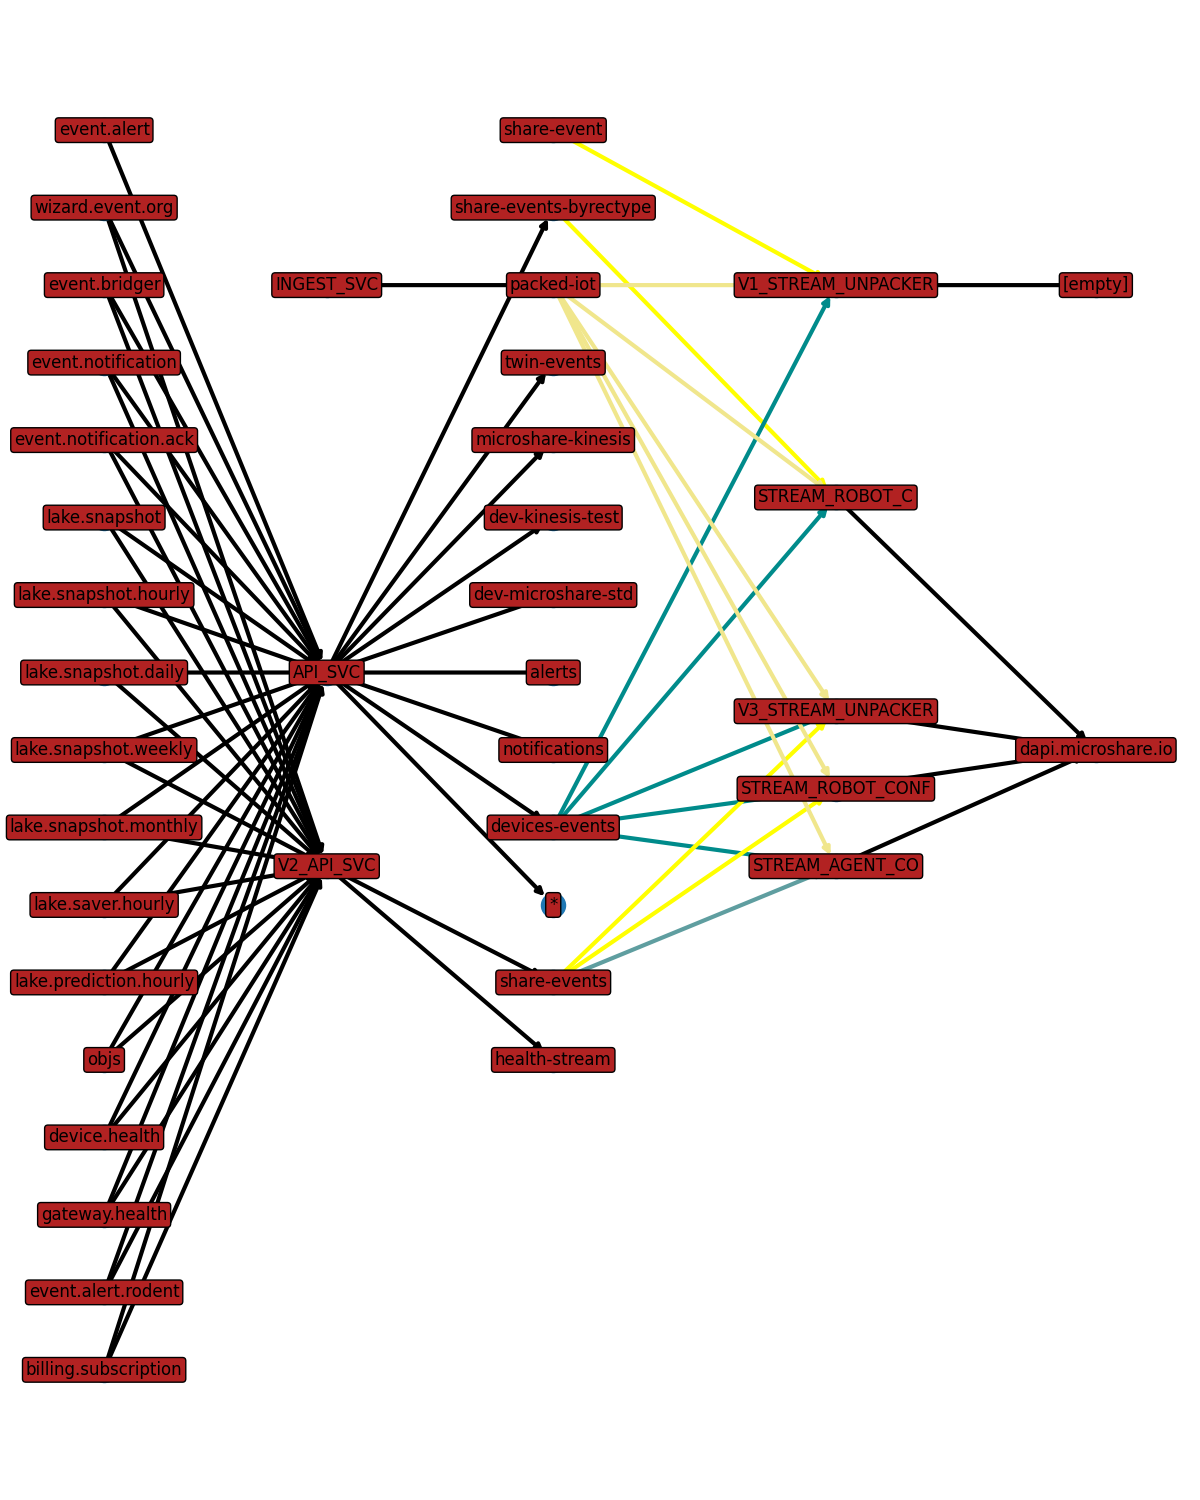 event.alert
share-event
wizard.event.org
share-events-byrectype
event.bridger
INGEST_SVC
packed-iot
V1_STREAM_UNPACKER
[empty]
event.notification
twin-events
event.notification.ack
microshare-kinesis
STREAM_ROBOT_C
lake.snapshot
dev-kinesis-test
lake.snapshot.hourly
dev-microshare-std
lake.snapshot.daily
API_SVC
alerts
V3_STREAM_UNPACKER
lake.snapshot.weekly
notifications
dapi.microshare.io
STREAM_ROBOT_CONF
lake.snapshot.monthly
devices-events
V2_API_SVC
STREAM_AGENT_CO
lake.saver.hourly
*
lake.prediction.hourly
share-events
objs
health-stream
device.health
gateway.health
event.alert.rodent
billing.subscription